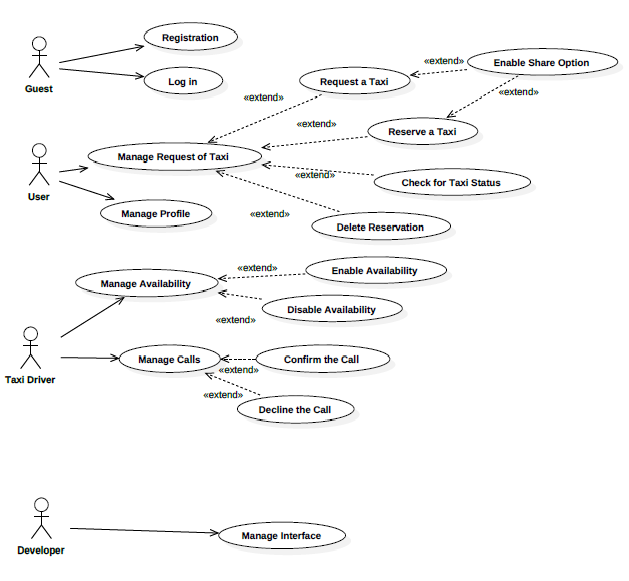 Registration
Guest
Log in
Request a Taxi
«extend»
Enable Share Option
«extend»
«extend»
«extend»
Reserve a Taxi
User
Manage Request of Taxi
«extend»
Check for Taxi Status
Manage Profile
«extend»
Delete Reservation
Manage Availability
«extend»
Enable Availability
«extend»
Disable Availability
Taxi Driver
Manage Calls
«extend»
Confirm the Call
«extend»
Decline the Call
Developer
Manage Interface